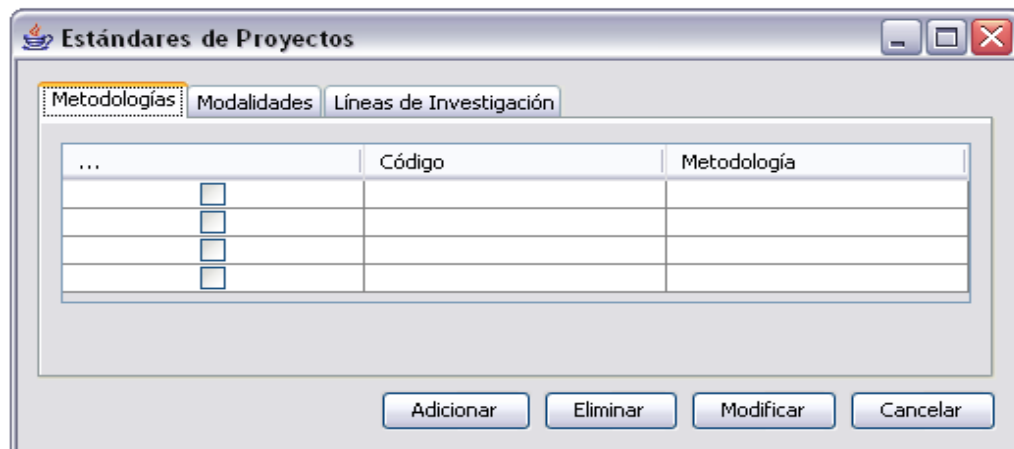 Estándares de Proyectos
Metodologías Modalidades Líneas de Investigación
... Código Metodología
Adicionar Eliminar Modificar Cancelar